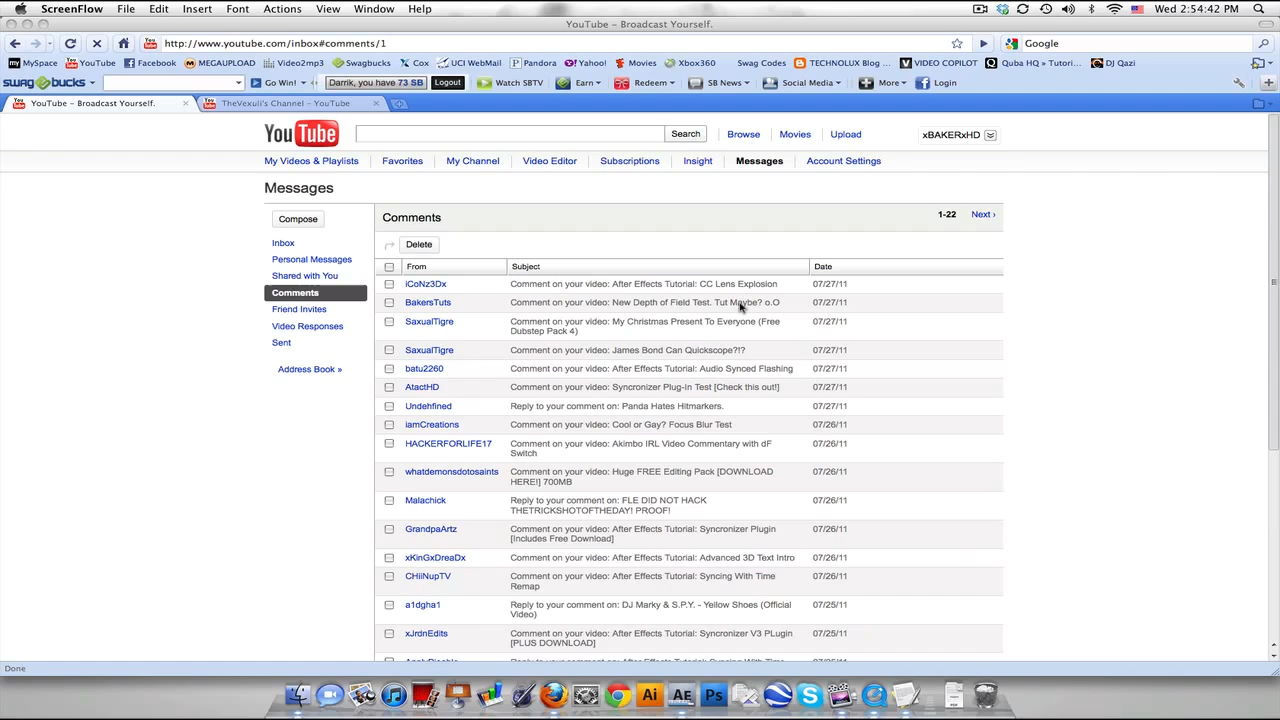 ScreenFlow File Edit Insert Font Actions View Window Help Wed 2:54:42 PM
YouTube – Broadcast Yourself.
http://www.youtube.com/inbox#comments/1 Google
MySpace YouTube Facebook MEGAUPLOAD Video2mp3 Swagbucks Cox UCI WebMail Pandora Yahoo! Movies Xbox360 Swag Codes TECHNOLUX Blog ... VIDEO COPILOT Quba HQ » Tutori... DJ Qazi
swagbucks Go Win! Darrik, you have 73 SB Logout Watch SBTV Earn Redeem SB News Social Media More Login
YouTube – Broadcast Yourself. TheVexuli's Channel – YouTube
YouTube Search Browse Movies Upload xBAKERxHD
My Videos & Playlists Favorites My Channel Video Editor Subscriptions Insight Messages Account Settings
Messages
Compose
Inbox
Personal Messages
Shared with You
Comments
Friend Invites
Video Responses
Sent
Address Book »
Comments 1-22 Next ›
Delete
From Subject Date
iCoNz3Dx Comment on your video: After Effects Tutorial: CC Lens Explosion 07/27/11
BakersTuts Comment on your video: New Depth of Field Test. Tut Maybe? o.O 07/27/11
SaxualTigre Comment on your video: My Christmas Present To Everyone (Free 07/27/11
Dubstep Pack 4)
SaxualTigre Comment on your video: James Bond Can Quickscope?!? 07/27/11
batu2260 Comment on your video: After Effects Tutorial: Audio Synced Flashing 07/27/11
AtactHD Comment on your video: Syncronizer Plug-In Test [Check this out!] 07/27/11
Undehfined Reply to your comment on: Panda Hates Hitmarkers. 07/27/11
iamCreations Comment on your video: Cool or Gay? Focus Blur Test 07/26/11
HACKERFORLIFE17 Comment on your video: Akimbo IRL Video Commentary with dF 07/26/11
Switch
whatdemonsdotosaints Comment on your video: Huge FREE Editing Pack [DOWNLOAD 07/26/11
HERE!] 700MB
Malachick Reply to your comment on: FLE DID NOT HACK 07/26/11
THETRICKSHOTOFTHEDAY! PROOF!
GrandpaArtz Comment on your video: After Effects Tutorial: Syncronizer Plugin 07/26/11
[Includes Free Download]
xKinGxDreaDx Comment on your video: After Effects Tutorial: Advanced 3D Text Intro 07/26/11
CHiiNupTV Comment on your video: After Effects Tutorial: Syncing With Time 07/26/11
Remap
a1dgha1 Reply to your comment on: DJ Marky & S.P.Y. - Yellow Shoes (Official 07/25/11
Video)
xJrdnEdits Comment on your video: After Effects Tutorial: Syncronizer V3 PLugin 07/25/11
[PLUS DOWNLOAD]
Done
Ai AE Ps